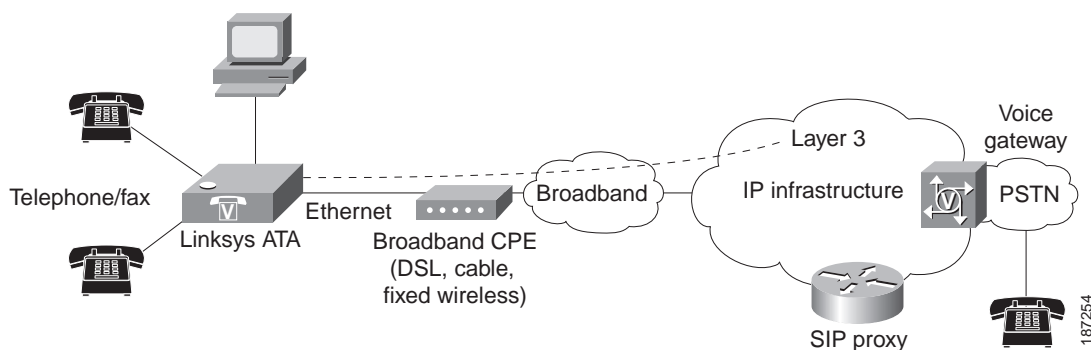 Telephone/fax
Linksys ATA
Ethernet
Broadband CPE
(DSL, cable,
fixed wireless)
Broadband
Layer 3
IP infrastructure
SIP proxy
Voice
gateway
V
V
PSTN
187254